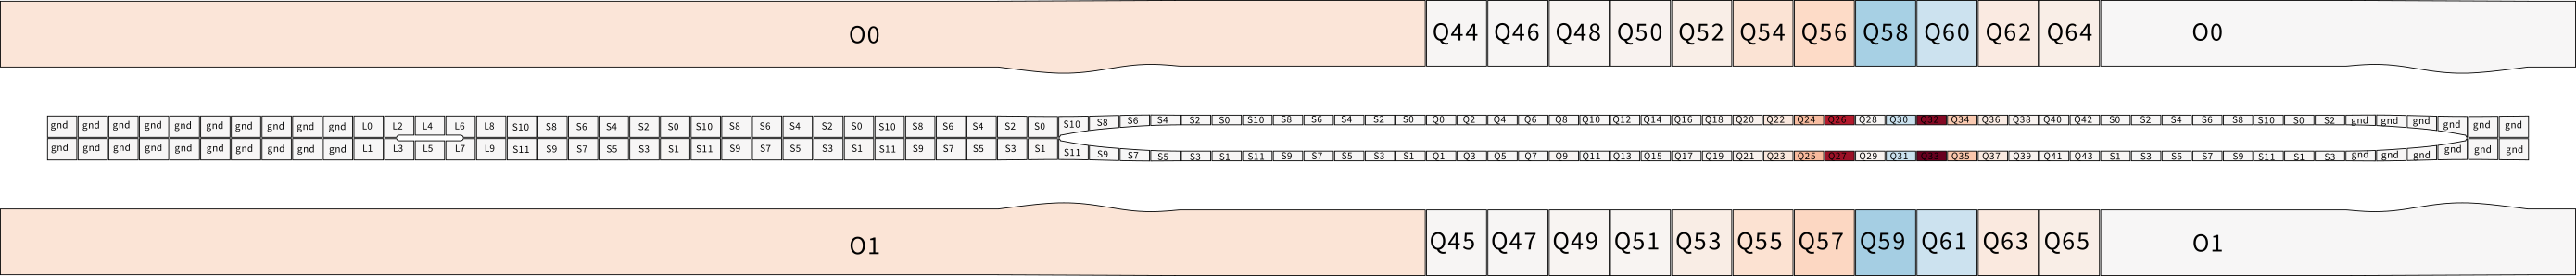 O0 Q44 Q46 Q48 Q50 Q52 Q54 Q56 Q58 Q60 Q62 Q64 O0
gnd gnd gnd gnd gnd gnd gnd gnd gnd gnd L0 L2 L4 L6 L8 S10 S8 S6 S4 S2 S0 S10 S8 S6 S4 S2 S0 S10 S8 S6 S4 S2 S0 S10 S8 S6 S4 S2 S0 S10 S8 S6 S4 S2 S0 Q0 Q2 Q4 Q6 Q8 Q10 Q12 Q14 Q16 Q18 Q20 Q22 Q24 Q26 Q28 Q30 Q32 Q34 Q36 Q38 Q40 Q42 S0 S2 S4 S6 S8 S10 S0 S2 gnd gnd gnd gnd gnd gnd
gnd gnd gnd gnd gnd gnd gnd gnd gnd gnd L1 L3 L5 L7 L9 S11 S9 S7 S5 S3 S1 S11 S9 S7 S5 S3 S1 S11 S9 S7 S5 S3 S1 S11 S9 S7 S5 S3 S1 S11 S9 S7 S5 S3 S1 Q1 Q3 Q5 Q7 Q9 Q11 Q13 Q15 Q17 Q19 Q21 Q23 Q25 Q27 Q29 Q31 Q33 Q35 Q37 Q39 Q41 Q43 S1 S3 S5 S7 S9 S11 S1 S3 gnd gnd gnd gnd gnd gnd
O1 Q45 Q47 Q49 Q51 Q53 Q55 Q57 Q59 Q61 Q63 Q65 O1